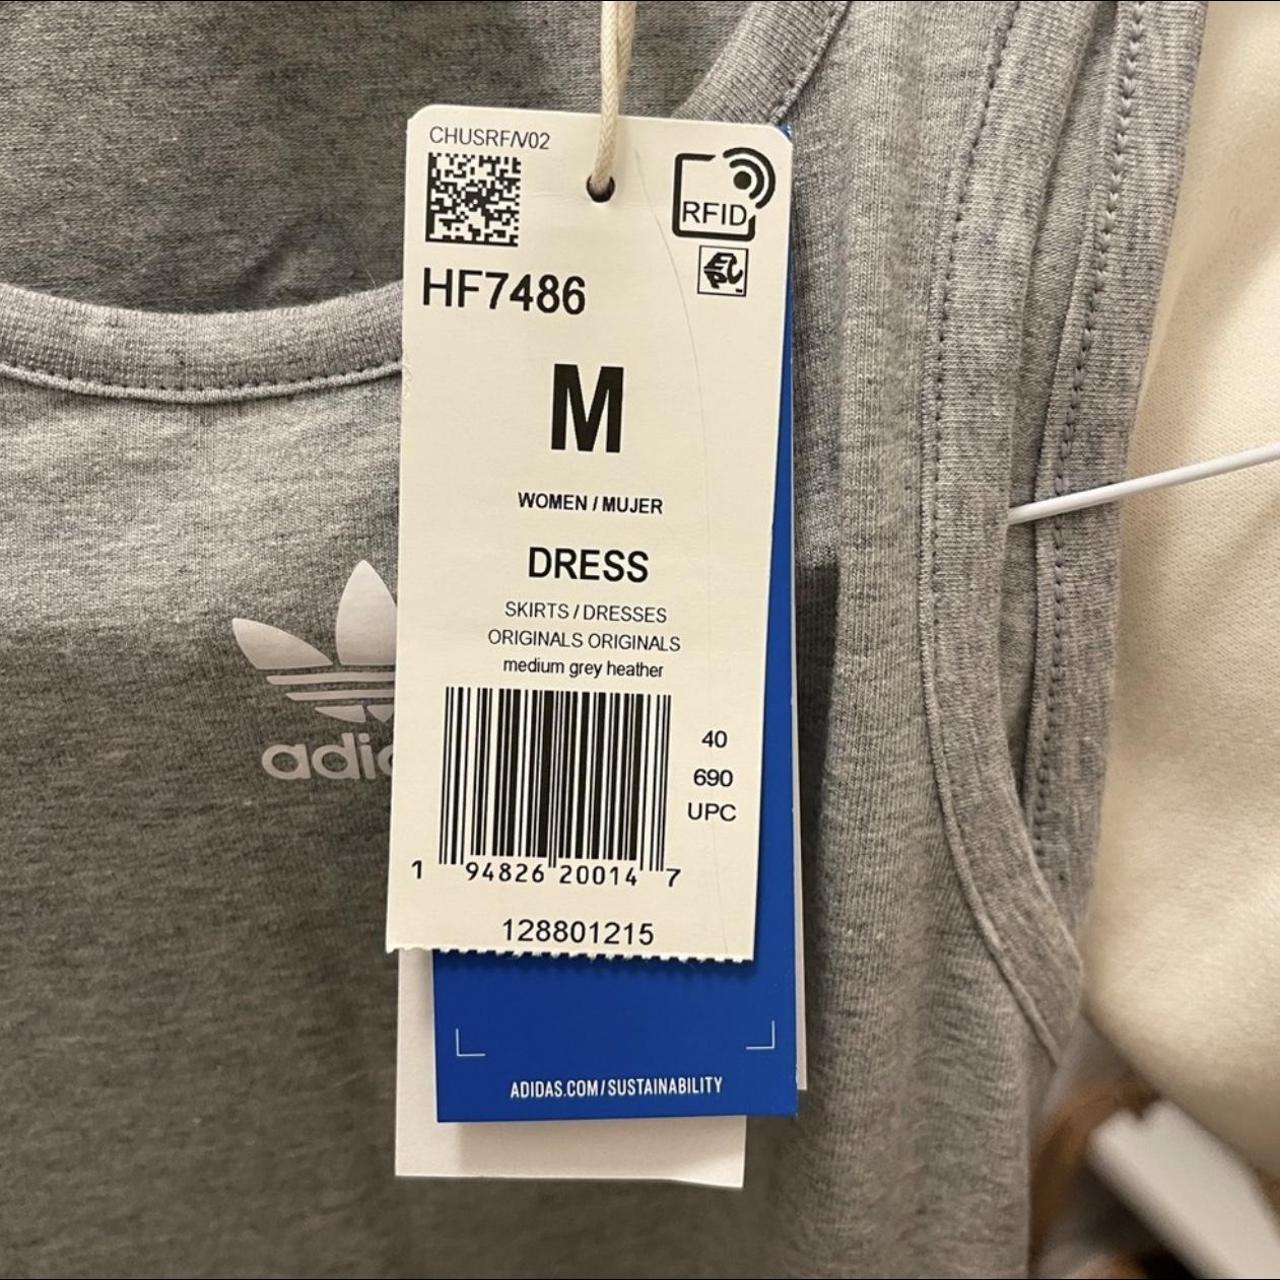 CHUSRF/V02
RFID
EPC
HF7486
M
WOMEN / MUJER
DRESS
SKIRTS / DRESSES
ORIGINALS ORIGINALS
medium grey heather
40
690
UPC
1 94826 20014 7
128801215
ADIDAS.COM/SUSTAINABILITY